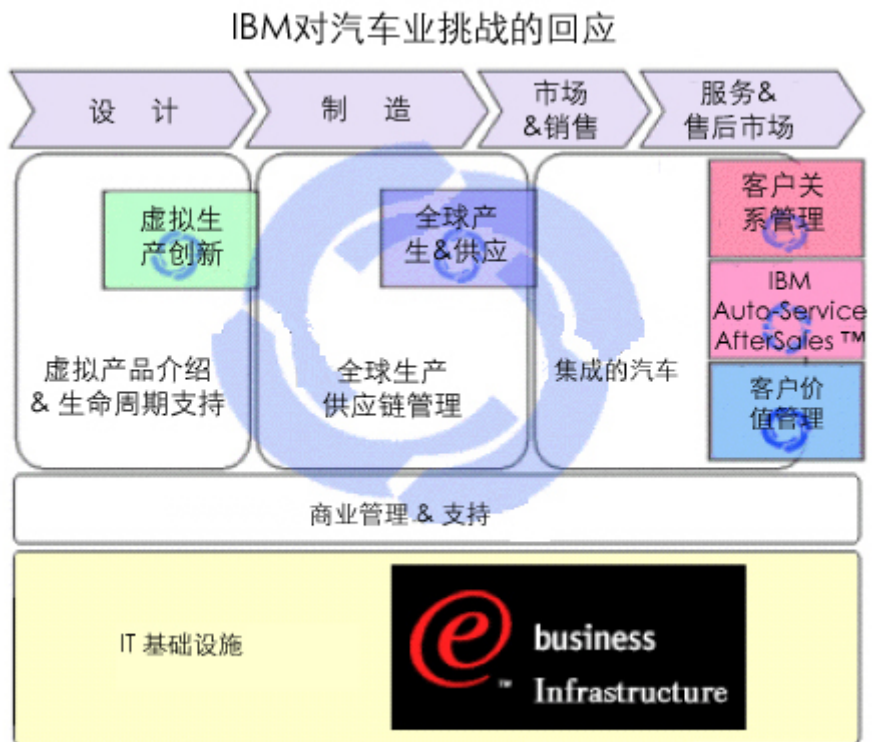 IBM对汽车业挑战的回应
设 计
制 造
市场
&销售
服务&
售后市场
虚拟生
产创新
全球产
生&供应
客户关
系管理
IBM
Auto-Service
AfterSales ™
虚拟产品介绍
& 生命周期支持
全球生产
供应链管理
集成的汽车
客户价
值管理
商业管理 & 支持
IT 基础设施
e business
™ Infrastructure